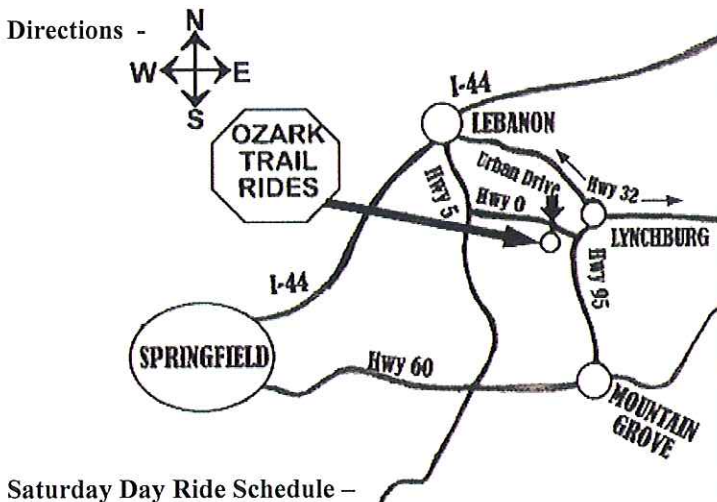 Directions -
N
W E
S
OZARK
TRAIL
RIDES
I-44
LEBANON
Urban Drive
Hwy 32
Hwy 5
Hwy O
LYNCHBURG
Hwy 95
I-44
SPRINGFIELD
Hwy 60
MOUNTAIN
GROVE
Saturday Day Ride Schedule –